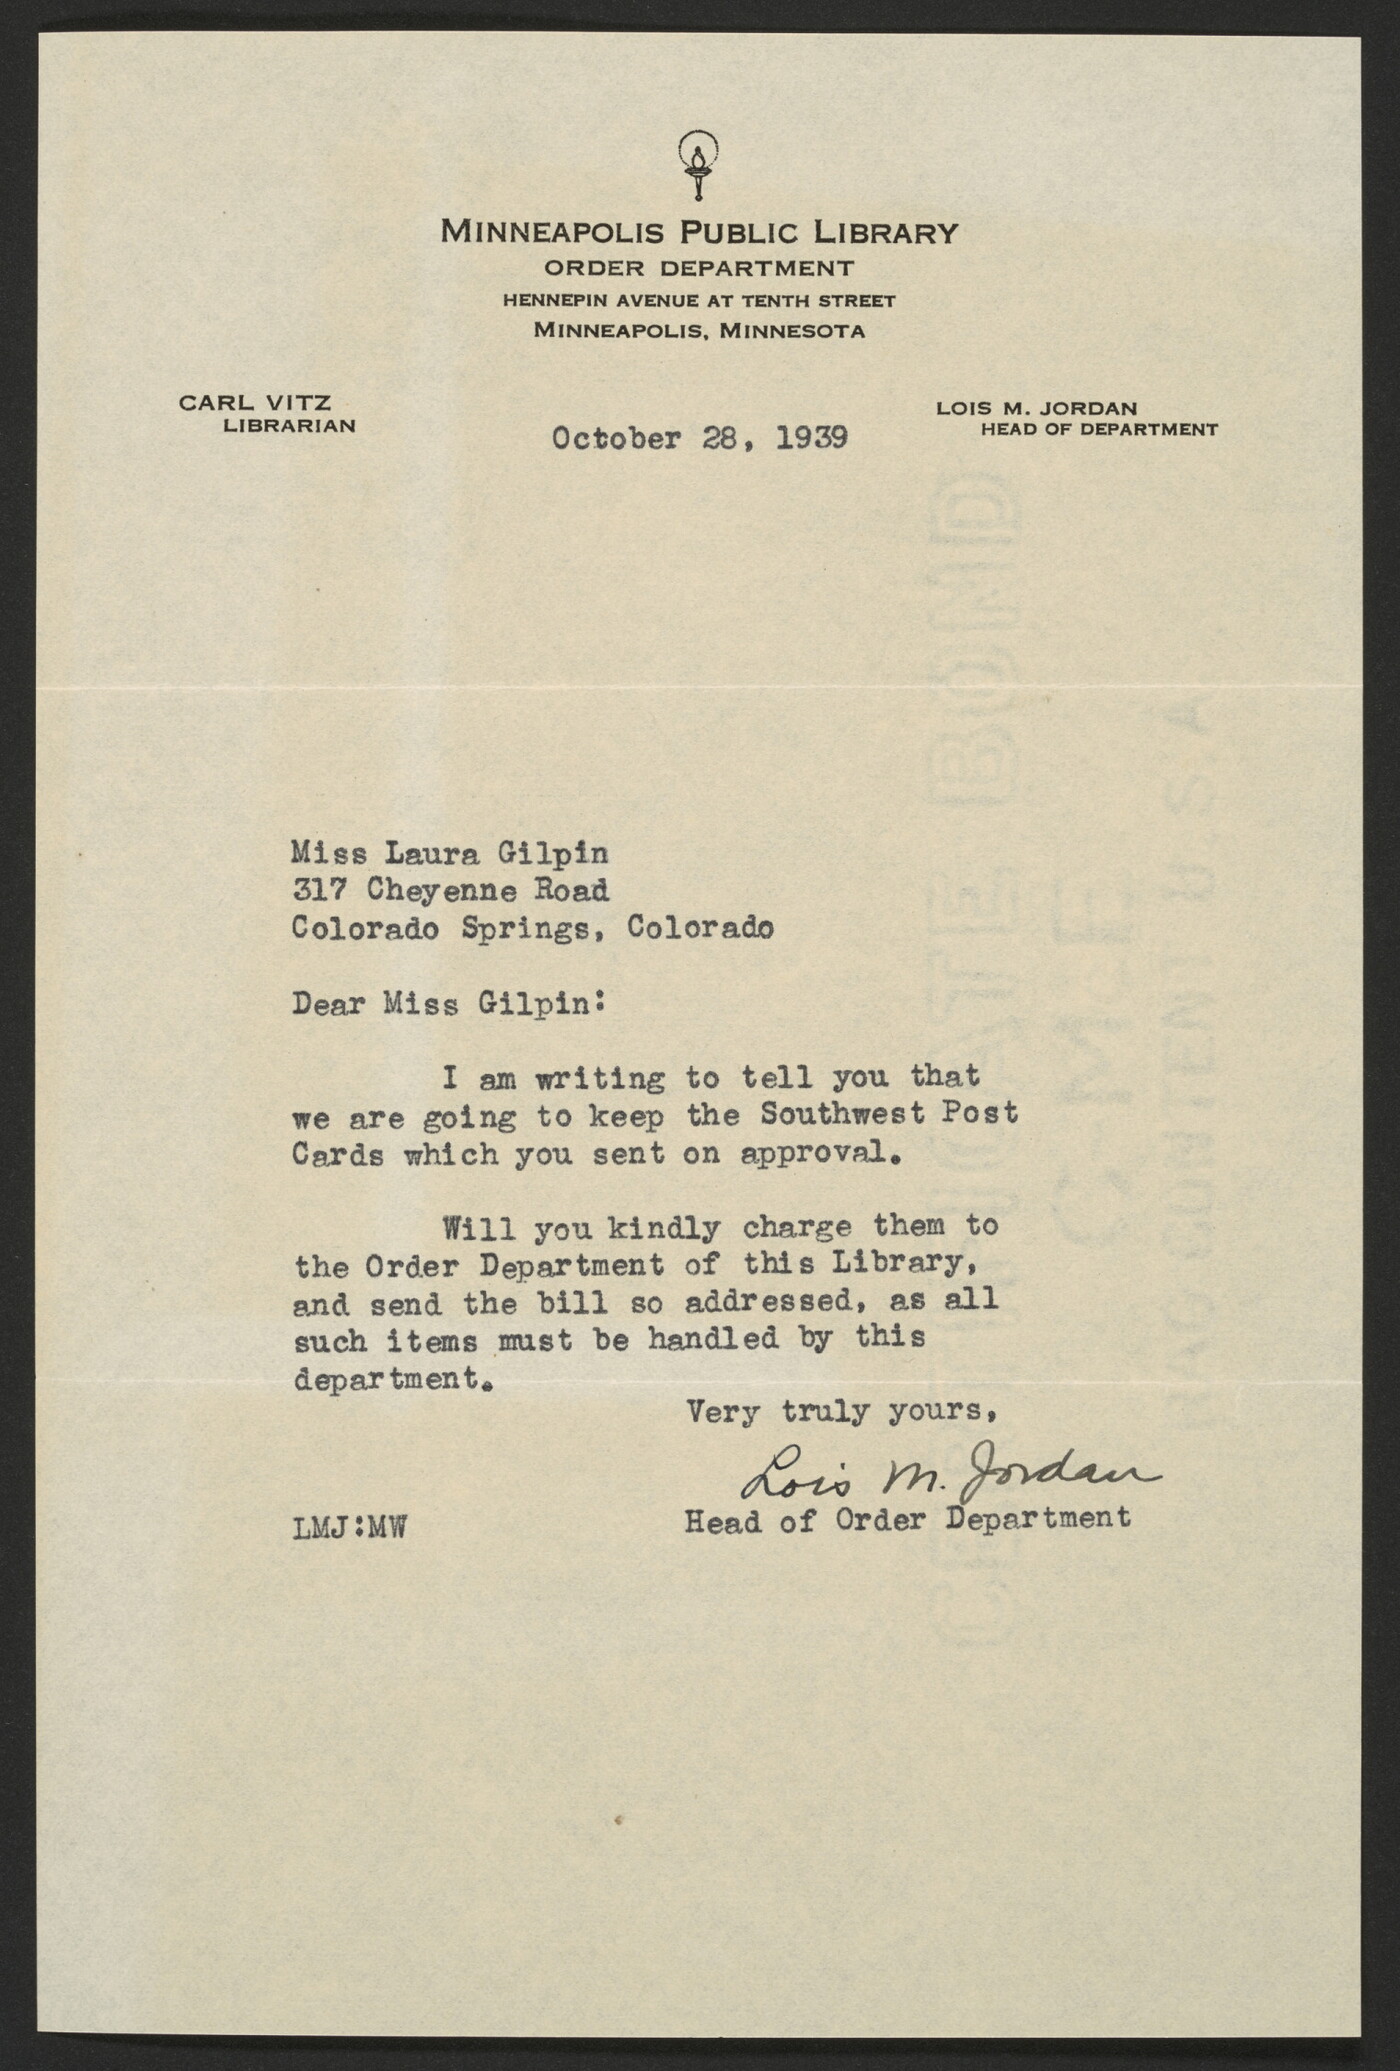 MINNEAPOLIS PUBLIC LIBRARY
ORDER DEPARTMENT
HENNEPIN AVENUE AT TENTH STREET
MINNEAPOLIS, MINNESOTA
CARL VITZ
LIBRARIAN
LOIS M. JORDAN
HEAD OF DEPARTMENT
October 28, 1939
Miss Laura Gilpin
317 Cheyenne Road
Colorado Springs, Colorado
Dear Miss Gilpin:
I am writing to tell you that
we are going to keep the Southwest Post
Cards which you sent on approval.
Will you kindly charge them to
the Order Department of this Library,
and send the bill so addressed, as all
such items must be handled by this
department.
Very truly yours,
Lois M. Jordan
Head of Order Department
LMJ:MW